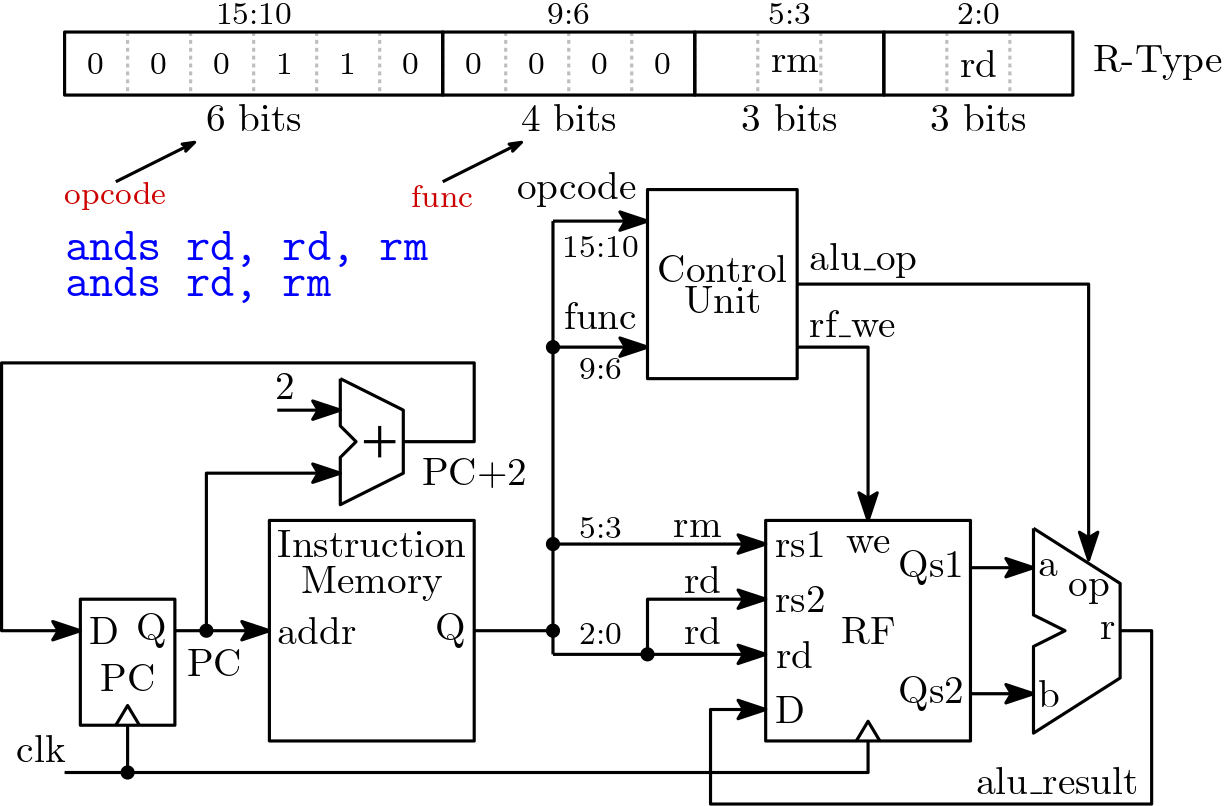 15:10 9:6 5:3 2:0
0 0 0 1 1 0 0 0 0 0 rm rd R-Type
6 bits 4 bits 3 bits 3 bits
opcode func
ands rd, rd, rm
ands rd, rm
opcode
15:10
func
9:6
Control
Unit
alu_op
rf_we
2
+
PC+2
Instruction
Memory
addr Q
D Q
PC
PC
clk
5:3 rm
rd
2:0 rd
rs1 we Qs1
rs2
RF
rd
Qs2
D
a
op
r
b
alu_result